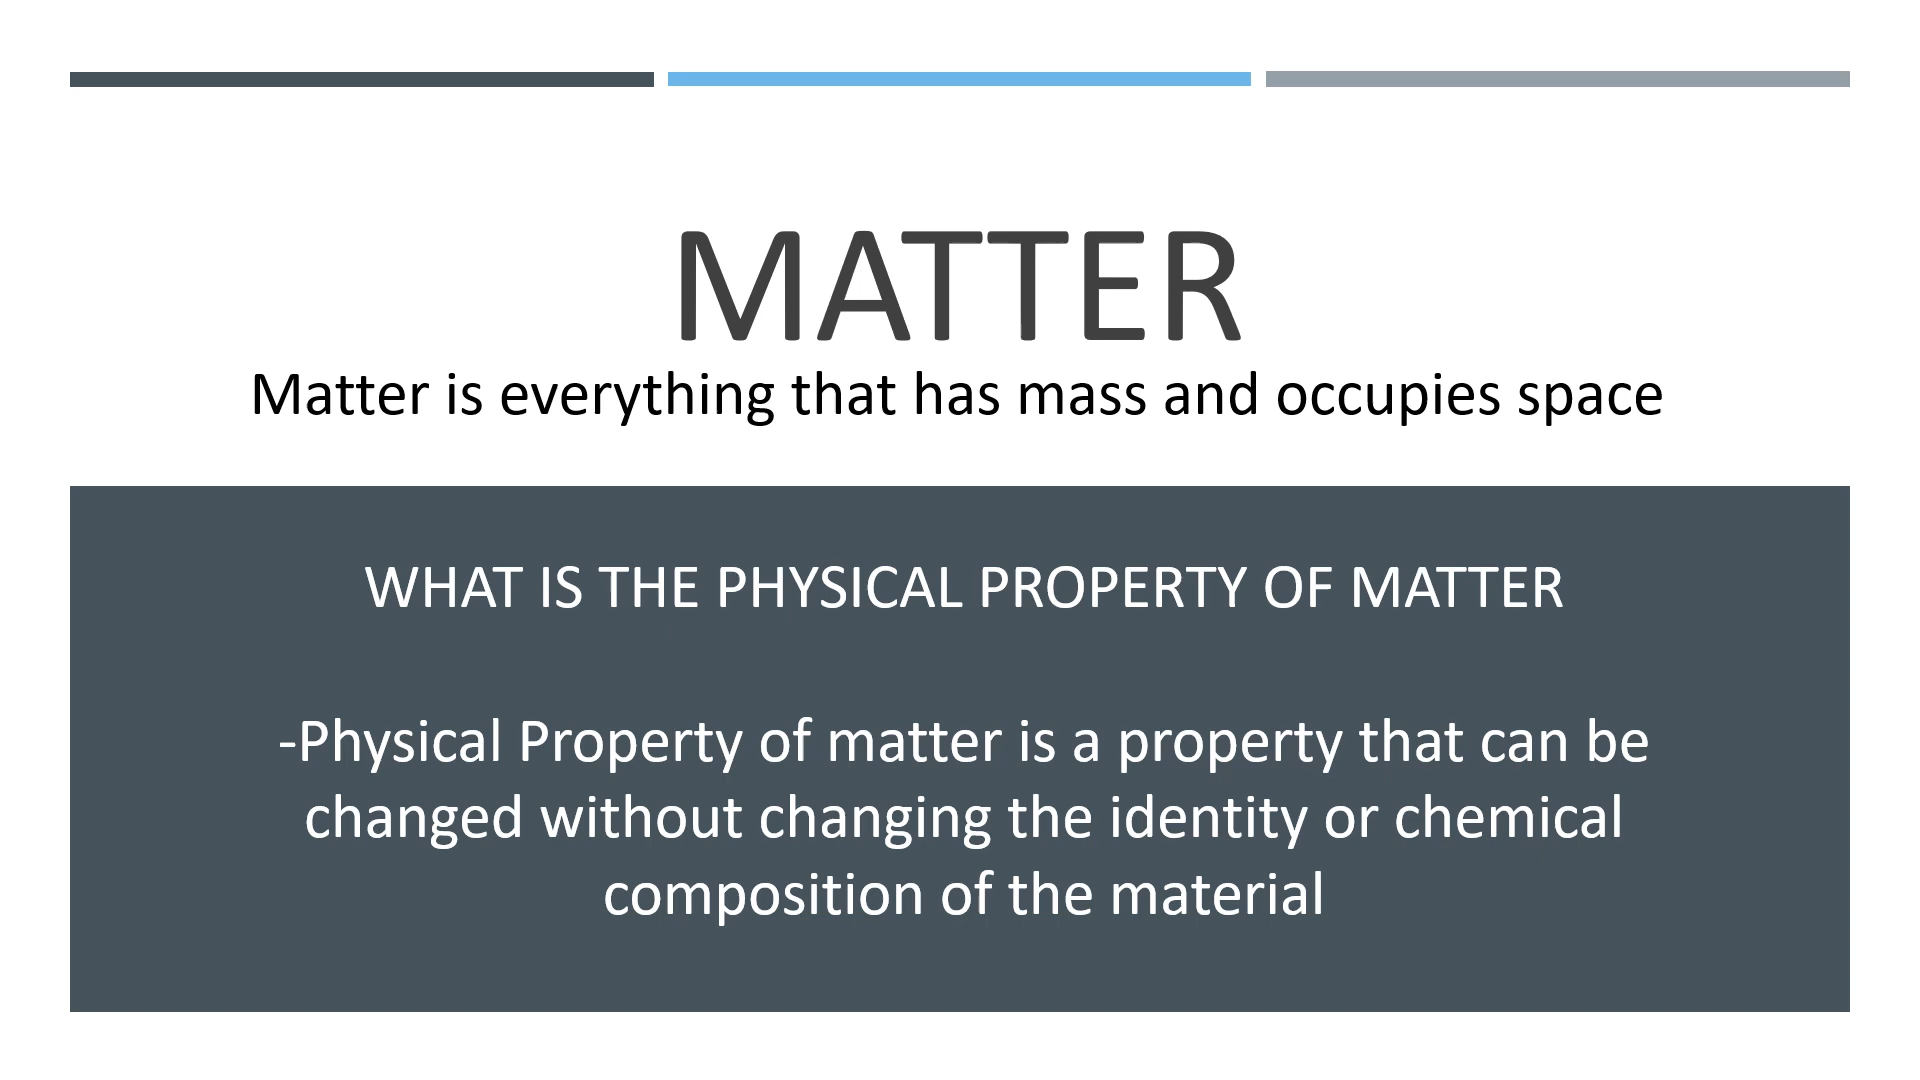 MATTER
Matter is everything that has mass and occupies space
WHAT IS THE PHYSICAL PROPERTY OF MATTER
-Physical Property of matter is a property that can be
changed without changing the identity or chemical
composition of the material